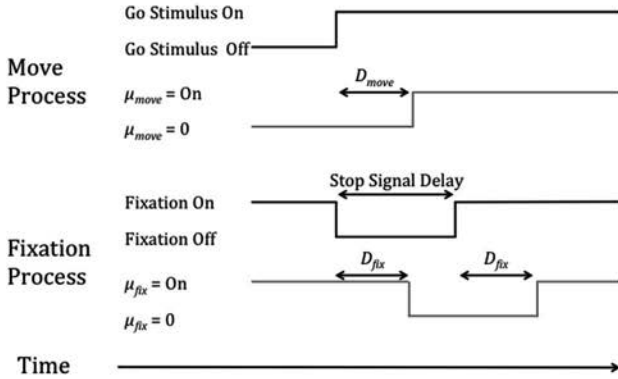 Go Stimulus On
Go Stimulus Off
Move
Process
D_move
μ_move = On
μ_move = 0
Stop Signal Delay
Fixation On
Fixation Off
Fixation
Process
D_fix
D_fix
μ_fix = On
μ_fix = 0
Time